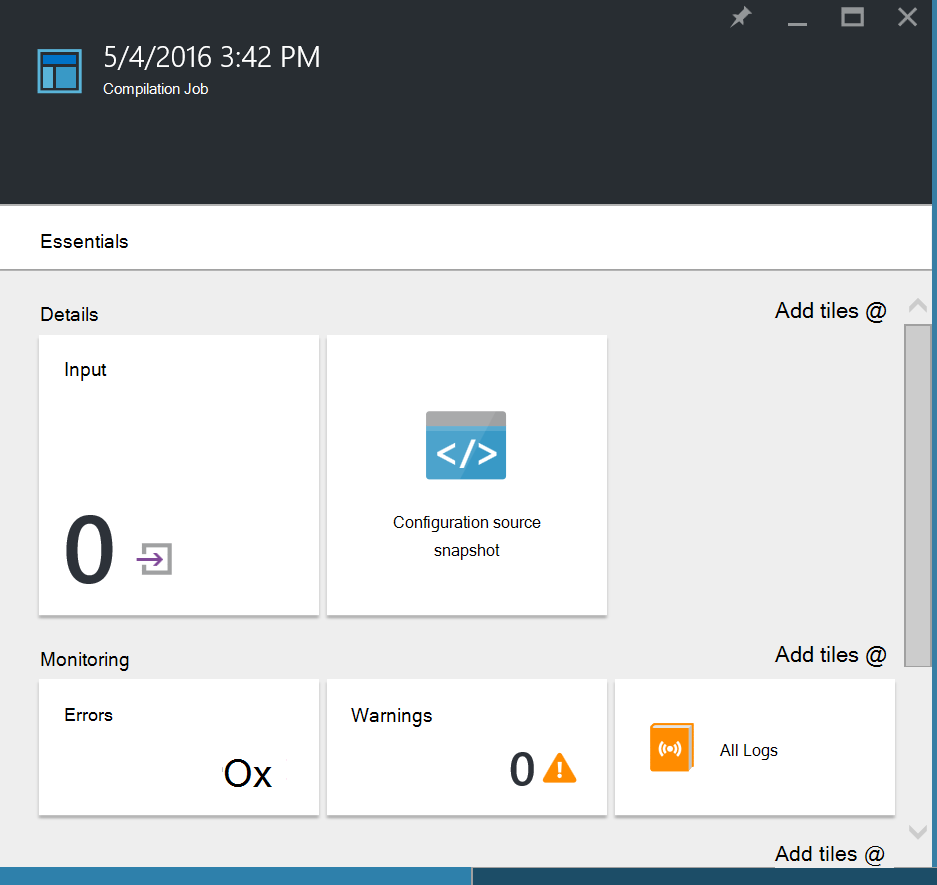 5/4/2016 3:42 PM
Compilation Job
Essentials
Details
Add tiles @
Input
0
</>
Configuration source
snapshot
Monitoring
Add tiles @
Errors
Ox
Warnings
0
All Logs
Add tiles @